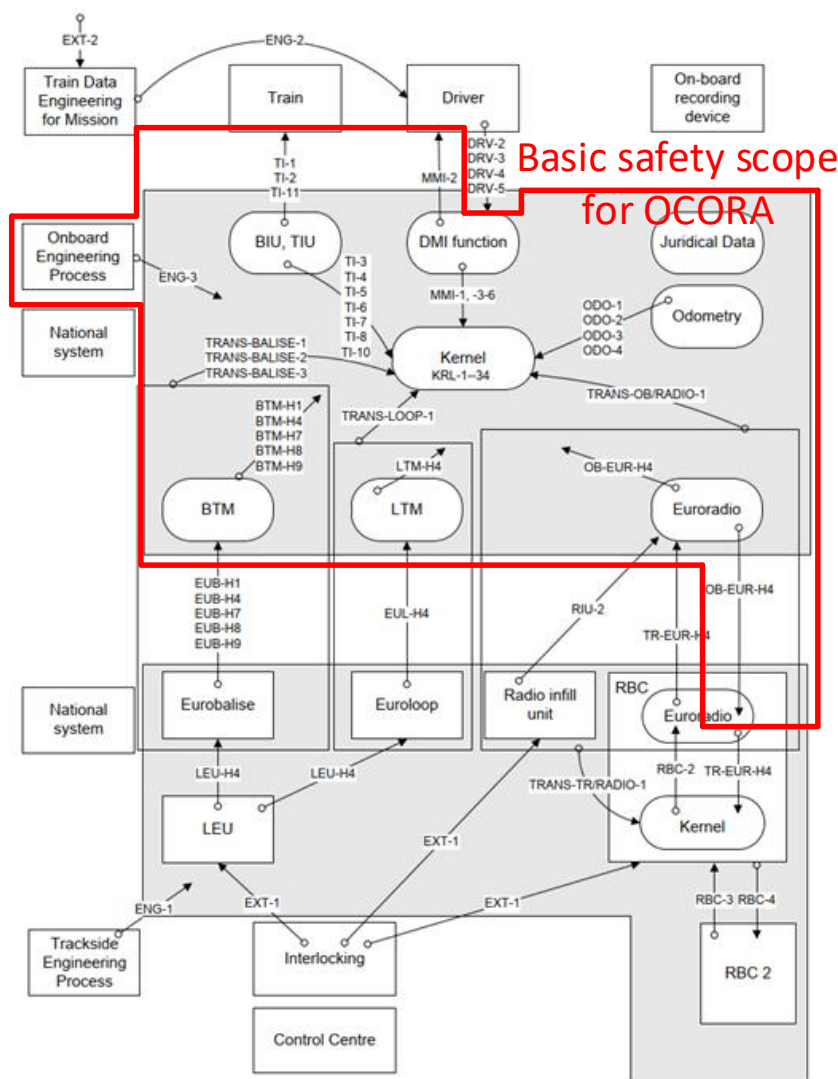 EXT-2
ENG-2
Train Data
Engineering
for Mission
Train
Driver
On-board
recording
device
TI-1
TI-2
TI-11
MMI-2
DRV-2
DRV-3
DRV-4
DRV-5
Basic safety scope
for OCORA
Onboard
Engineering
Process
ENG-3
BIU, TIU
DMI function
Juridical Data
TI-3
TI-4
TI-5
TI-6
TI-7
TI-8
TI-10
MMI-1, -3-6
ODO-1
ODO-2
ODO-3
ODO-4
Odometry
National
system
TRANS-BALISE-1
TRANS-BALISE-2
TRANS-BALISE-3
Kernel
KRL-1--34
TRANS-OB/RADIO-1
BTM-H1
BTM-H4
BTM-H7
BTM-H8
BTM-H9
TRANS-LOOP-1
LTM-H4
OB-EUR-H4
BTM
LTM
Euroradio
EUB-H1
EUB-H4
EUB-H7
EUB-H8
EUB-H9
EUL-H4
RIU-2
OB-EUR-H4
TR-EUR-H4
National
system
Eurobalise
Euroloop
Radio infill
unit
RBC
Euroradio
LEU-H4
LEU-H4
TRANS-TR/RADIO-1
RBC-2
TR-EUR-H4
LEU
EXT-1
Kernel
ENG-1
EXT-1
EXT-1
RBC-3
RBC-4
Trackside
Engineering
Process
Interlocking
RBC 2
Control Centre